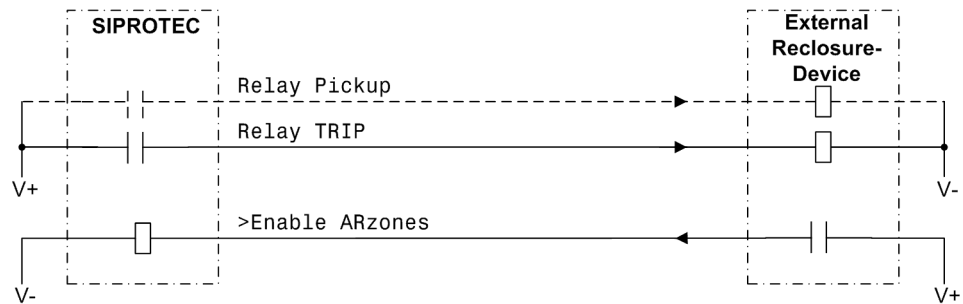 SIPROTEC
External
Reclosure-
Device
Relay Pickup
Relay TRIP
V+
V-
>Enable ARzones
V-
V+